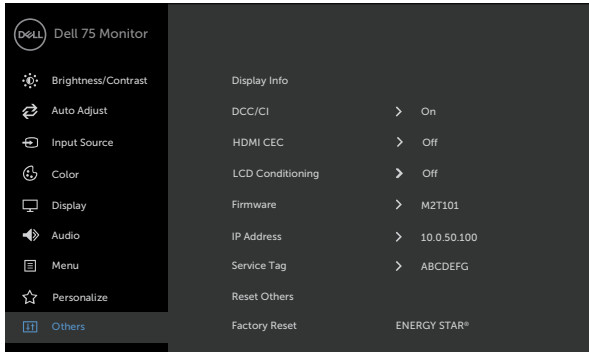 DELL Dell 75 Monitor
Brightness/Contrast
Display Info
Auto Adjust
DCC/CI > On
Input Source
HDMI CEC > Off
Color
LCD Conditioning > Off
Display
Firmware > M2T101
Audio
IP Address > 10.0.50.100
Menu
Service Tag > ABCDEFG
Personalize
Reset Others
Others
Factory Reset ENERGY STAR®